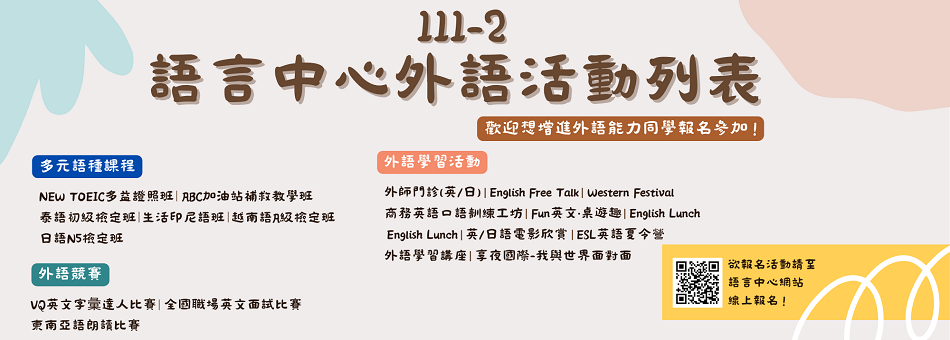 111-2
語言中心外語活動列表
歡迎想增進外語能力同學報名參加！
多元語種課程
NEW TOEIC多益證照班| ABC加油站補救教學班
泰語初級檢定班|生活印尼語班|越南語A級檢定班
日語N5檢定班
外語競賽
VQ英文字彙達人比賽| 全國職場英文面試比賽
東南亞語朗讀比賽
外語學習活動
外師門診(英/日)| English Free Talk| Western Festival
商務英語口語訓練工坊| Fun英文·桌遊趣| English Lunch
English Lunch| 英/日語電影欣賞 |ESL英語夏令營
外語學習講座| 享夜國際-我與世界面對面
欲報名活動請至
語言中心網站
線上報名！